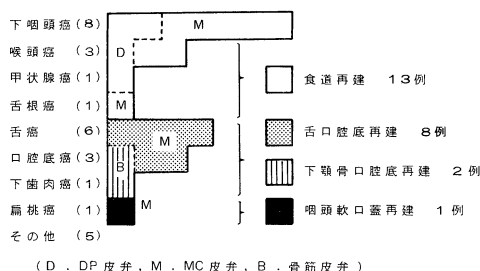 下咽頭癌 (8) M
喉頭癌 (3) D
甲状腺癌 (1) 食道再建 13例
舌根癌 (1) M
舌癌 (6) M 舌口腔底再建 8例
口腔底癌 (3) B
下歯肉癌 (1) 下顎骨口腔底再建 2例
扁桃癌 (1) M 咽頭軟口蓋再建 1例
その他 (5)
(D．DP皮弁，M．MC皮弁，B．骨筋皮弁)